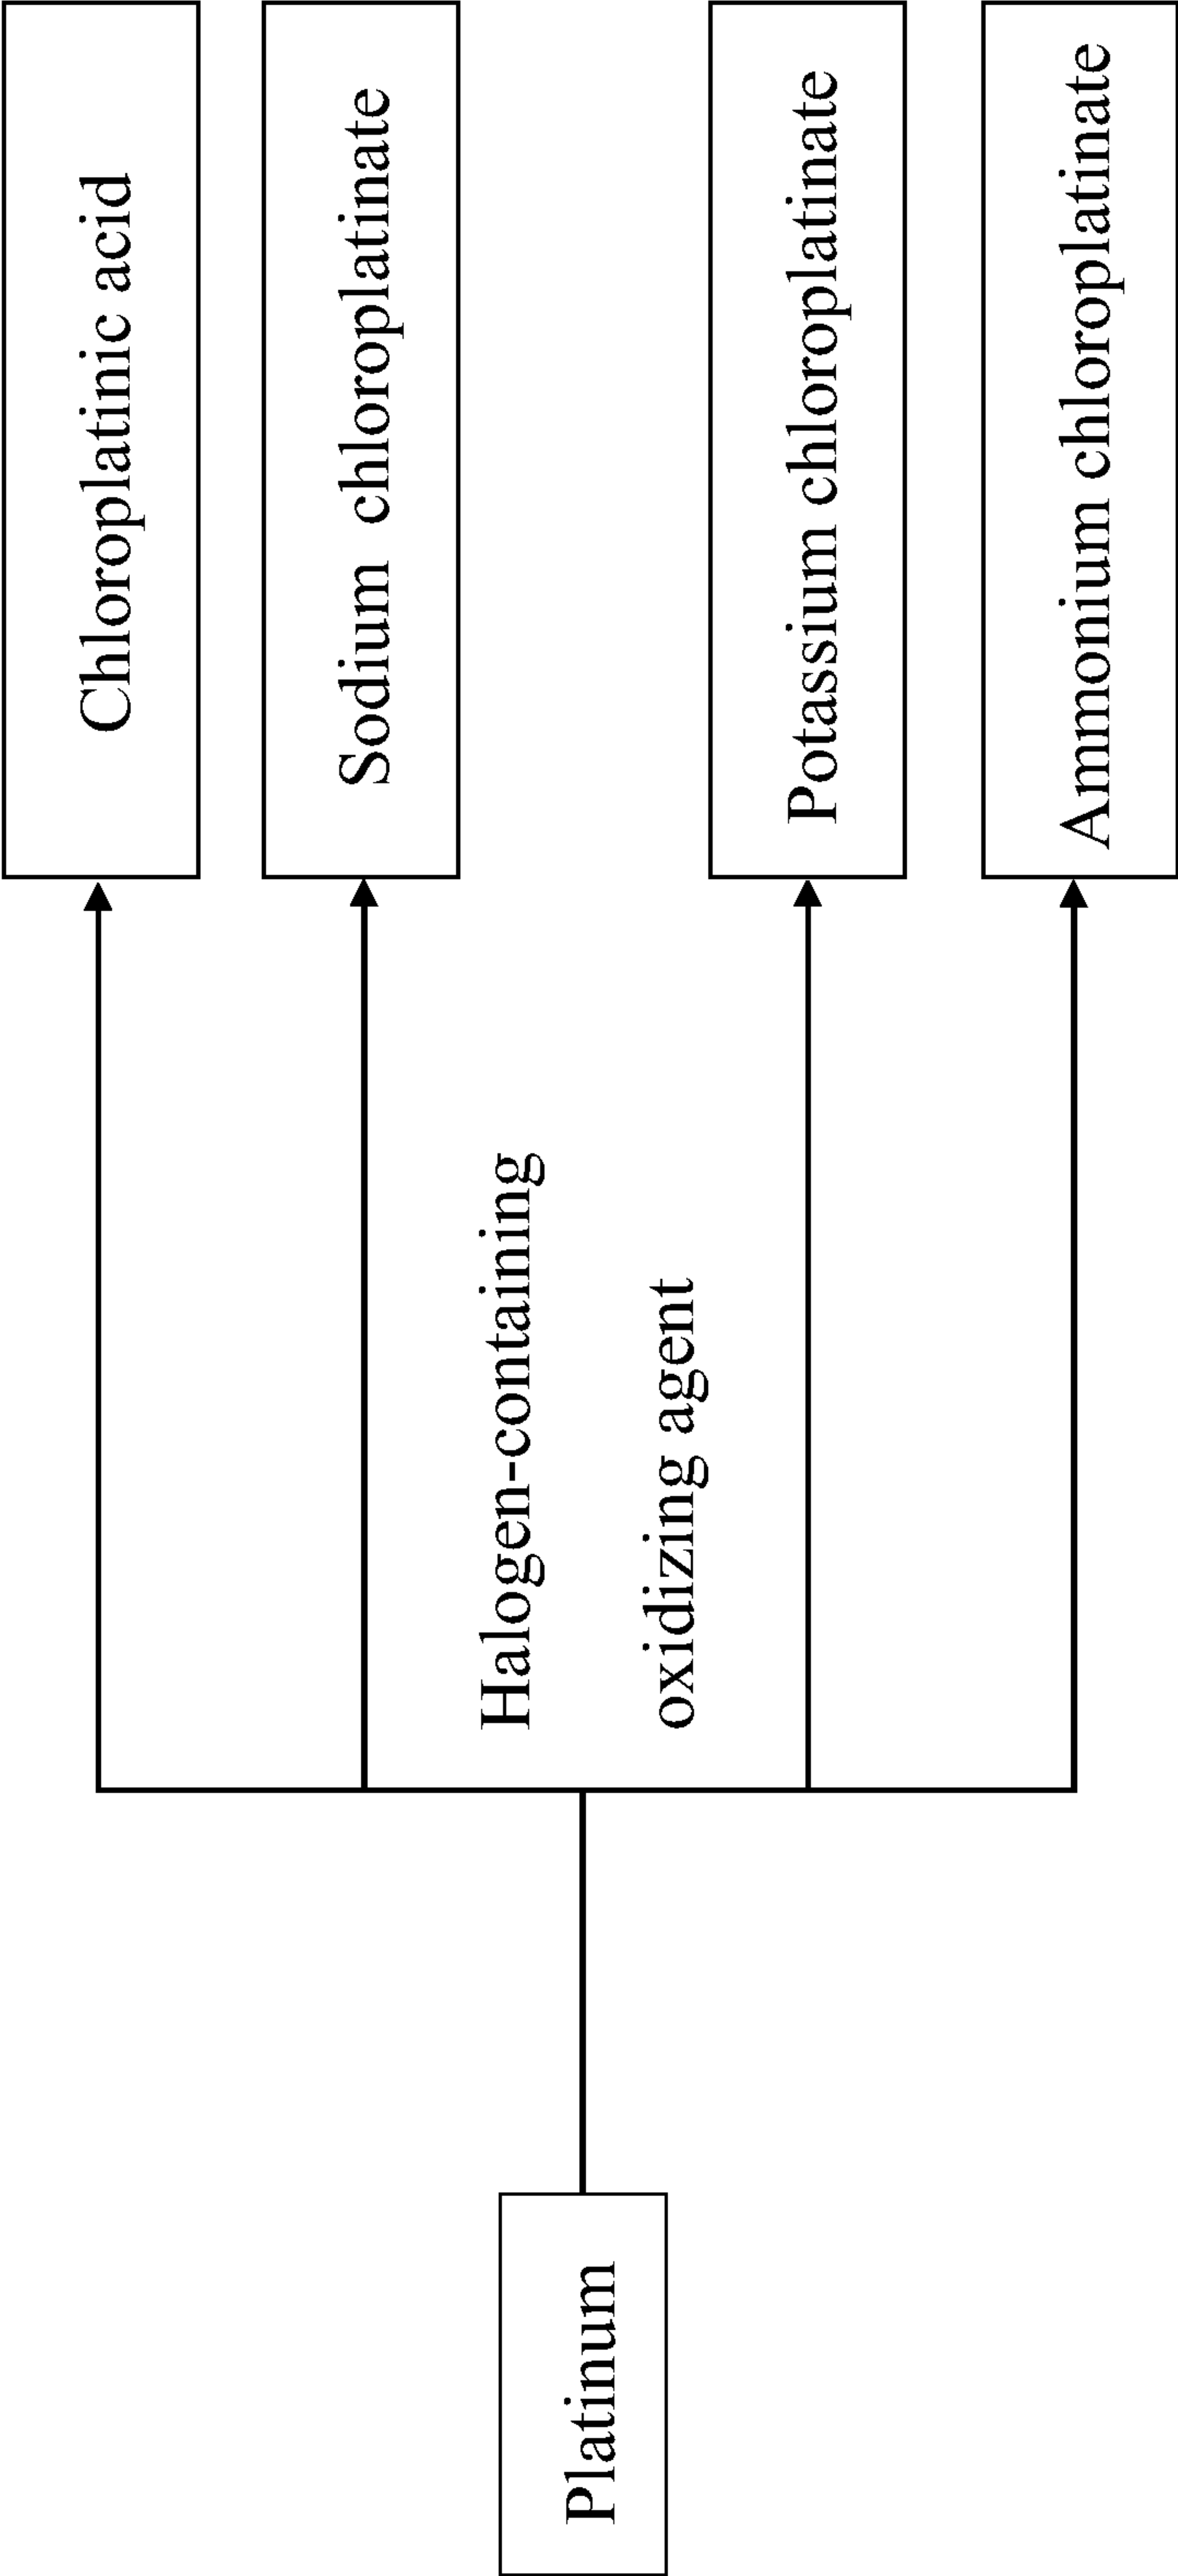 Chloroplatinic acid
Sodium chloroplatinate
Halogen-containing
Platinum
oxidizing agent
Potassium chloroplatinate
Ammonium chloroplatinate